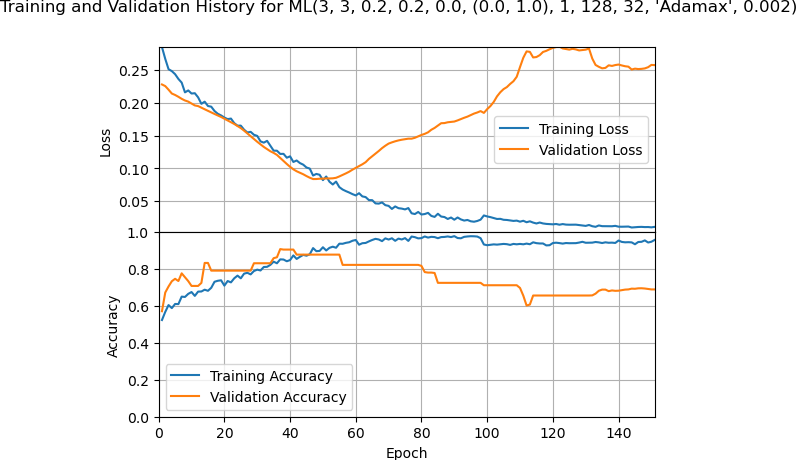 Training and Validation History for ML(3, 3, 0.2, 0.2, 0.0, (0.0, 1.0), 1, 128, 32, 'Adamax', 0.002)
0.25
0.20
0.15
0.10
0.05
Loss
Training Loss
Validation Loss
1.0
0.8
0.6
0.4
0.2
0.0
Accuracy
Training Accuracy
Validation Accuracy
0 20 40 60 80 100 120 140
Epoch